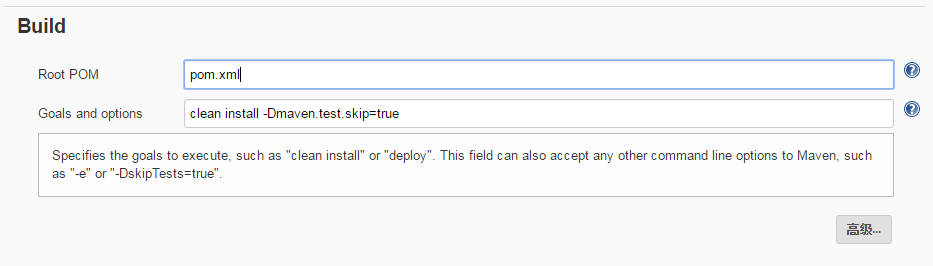 Build
Root POM
pom.xml
Goals and options
clean install -Dmaven.test.skip=true
Specifies the goals to execute, such as "clean install" or "deploy". This field can also accept any other command line options to Maven, such
as "-e" or "-DskipTests=true".
高级...